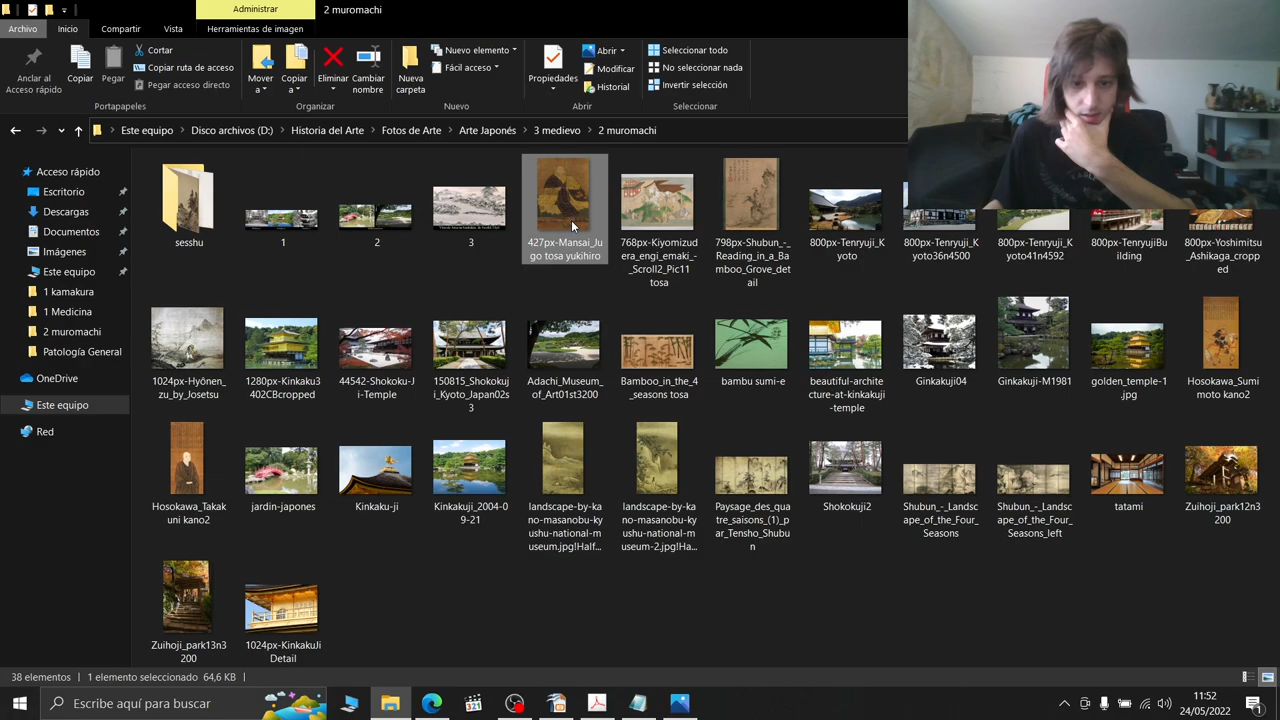 Administrar
2 muromachi
Archivo
Inicio
Compartir
Vista
Herramientas de imagen
Anclar al
Acceso rápido
Copiar
Pegar
Cortar
Copiar ruta de acceso
Pegar acceso directo
Mover
a
Copiar
a
Eliminar
Cambiar
nombre
Nueva
carpeta
Nuevo elemento
Fácil acceso
Propiedades
Abrir
Modificar
Historial
Seleccionar todo
No seleccionar nada
Invertir selección
Portapapeles
Organizar
Nuevo
Abrir
Seleccionar
Este equipo
Disco archivos (D:)
Historia del Arte
Fotos de Arte
Arte Japonés
3 medievo
2 muromachi
Acceso rápido
Escritorio
Descargas
Documentos
Imágenes
Este equipo
1 kamakura
1 Medicina
2 muromachi
Patología General
OneDrive
Este equipo
Red
sesshu
1
2
3
427px-Mansai_Ju
go tosa yukihiro
768px-Kiyomizud
era_engi_emaki_-
_Scroll2_Pic11
tosa
798px-Shubun_-_
Reading_in_a_Ba
mboo_Grove_det
ail
800px-Tenryuji_K
yoto
800px-Tenryuji_K
yoto36n4500
800px-Tenryuji_K
yoto41n4592
800px-TenryujiBu
ilding
800px-Yoshimitsu
_Ashikaga_cropp
ed
1024px-Hyônen_
zu_by_Josetsu
1280px-Kinkaku3
402CBcropped
44542-Shokoku-J
i-Temple
150815_Shokokuj
i_Kyoto_Japan02s
3
Adachi_Museum_
of_Art01st3200
Bamboo_in_the_4
_seasons tosa
bambu sumi-e
beautiful-archite
cture-at-kinkakuji
-temple
Ginkakuji04
Ginkakuji-M1981
golden_temple-1
.jpg
Hosokawa_Sumi
moto kano2
Hosokawa_Takak
uni kano2
jardin-japones
Kinkaku-ji
Kinkakuji_2004-0
9-21
landscape-by-ka
no-masanobu-ky
ushu-national-m
useum.jpg!Half...
landscape-by-ka
no-masanobu-ky
ushu-national-m
useum-2.jpg!Ha...
Paysage_des_qua
tre_saisons_(1)_p
ar_Tensho_Shubu
n
Shokokuji2
Shubun_-_Landsc
ape_of_the_Four_
Seasons
Shubun_-_Landsc
ape_of_the_Four_
Seasons_left
tatami
Zuihoji_park12n3
200
Zuihoji_park13n3
200
1024px-KinkakuJi
Detail
38 elementos
1 elemento seleccionado 64,6 KB
Escribe aquí para buscar
321
11:52
24/05/2022
1